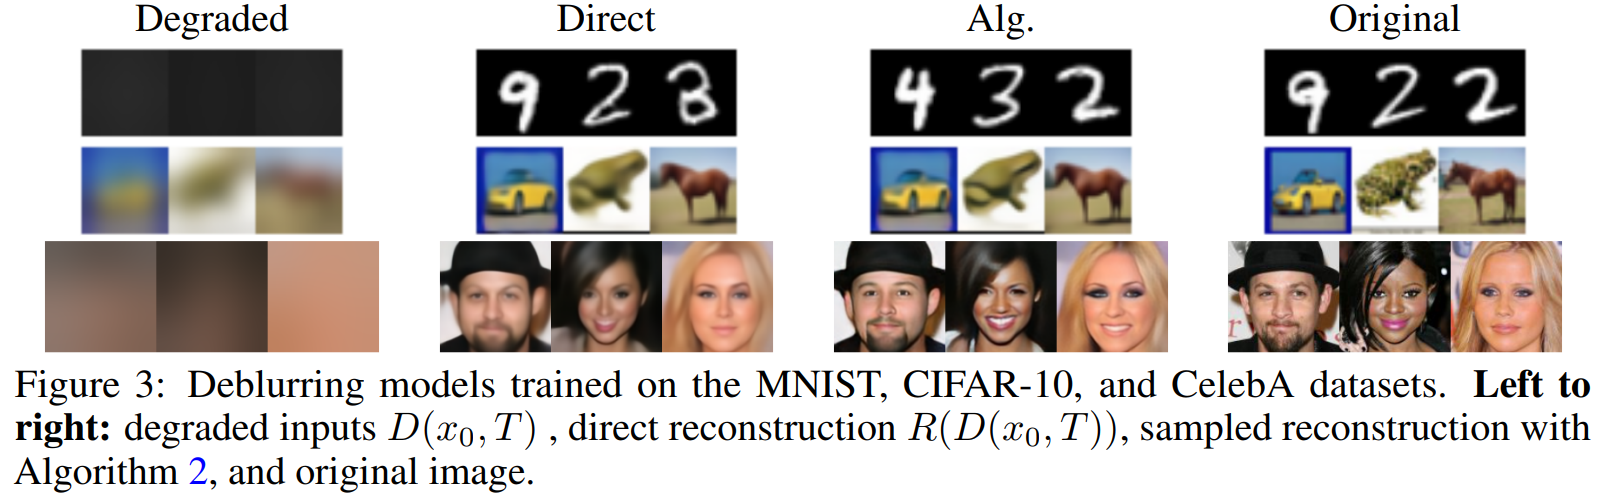 Degraded Direct Alg. Original
9 2 3 4 3 2 9 2 2
Figure 3: Deblurring models trained on the MNIST, CIFAR-10, and CelebA datasets. Left to
right: degraded inputs D(x₀, T) , direct reconstruction R(D(x₀, T)), sampled reconstruction with
Algorithm 2, and original image.